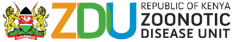 ZDU
REPUBLIC OF KENYA
ZOONOTIC
DISEASE UNIT